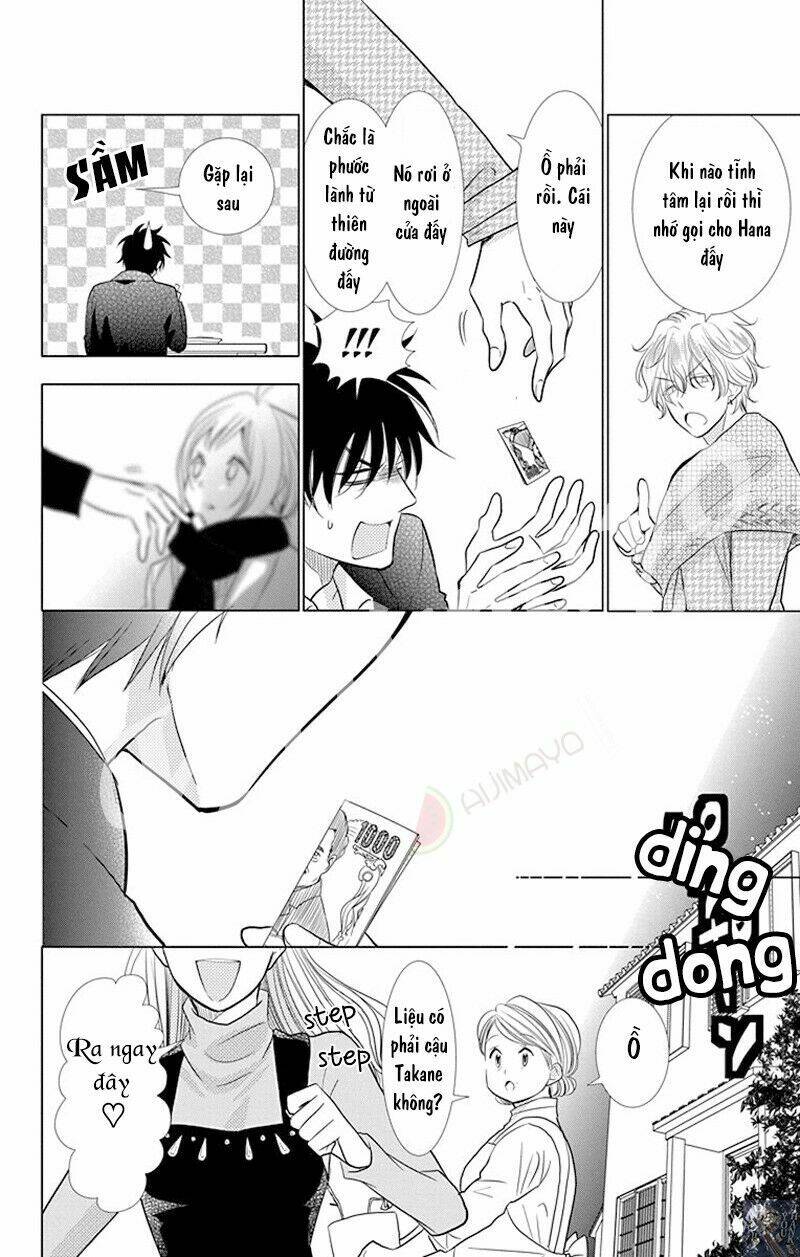 Khi nào tĩnh
tâm lại rồi thì
nhớ gọi cho Hana
đấy
Ồ phải
rồi. Cái
này
Nó rơi ở
ngoài
cửa đấy
Chắc là
phước
lành từ
thiên
đường
đấy
!!!
Gặp lại
sau
SẦM
1000
AIJIMAYO
ding
dong
Ồ
Liệu có
phải cậu
Takane
không?
step
step
Ra ngay
đây
♡